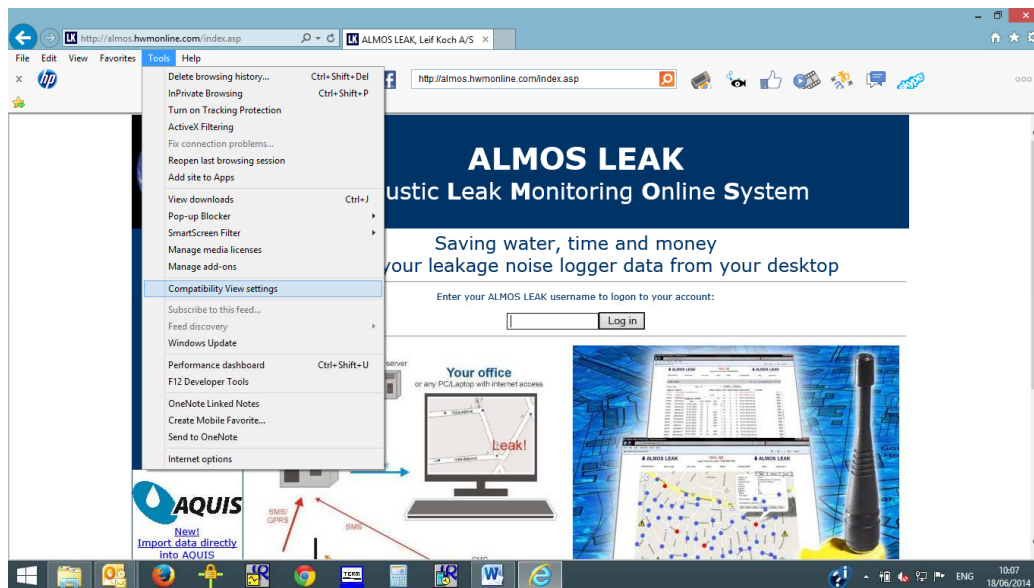 http://almos.hwmonline.com/index.asp
LK ALMOS LEAK, Leif Koch A/S
File Edit View Favorites Tools Help
http://almos.hwmonline.com/index.asp
Delete browsing history... Ctrl+Shift+Del
InPrivate Browsing Ctrl+Shift+P
Turn on Tracking Protection
ActiveX Filtering
Fix connection problems...
Reopen last browsing session
Add site to Apps
View downloads Ctrl+J
Pop-up Blocker
SmartScreen Filter
Manage media licenses
Manage add-ons
Compatibility View settings
Subscribe to this feed...
Feed discovery
Windows Update
Performance dashboard Ctrl+Shift+U
F12 Developer Tools
OneNote Linked Notes
Create Mobile Favorite...
Send to OneNote
Internet options
ALMOS LEAK
ustic Leak Monitoring Online System
Saving water, time and money
your leakage noise logger data from your desktop
Enter your ALMOS LEAK username to logon to your account:
Log in
server
Your office
or any PC/Laptop with internet access
Leak!
SMS/
GPRS
SMS
ALMOS LEAK
ALMOS LEAK
ALMOS LEAK
ALMOS LEAK
AQUIS
New!
Import data directly
into AQUIS
TERM
ENG
10:07
18/06/2014